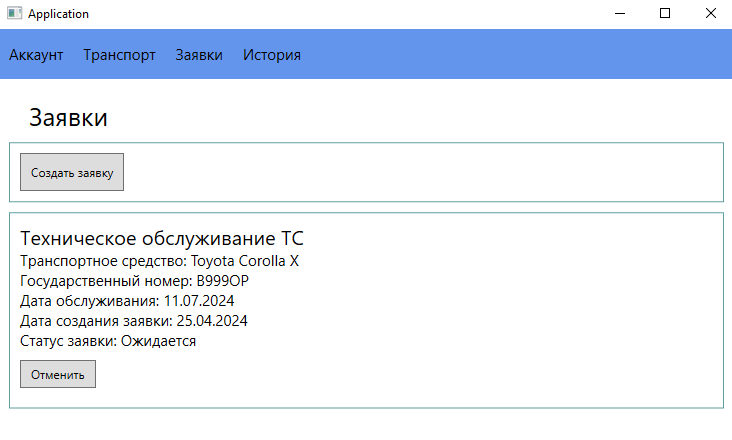 Application
Аккаунт Транспорт Заявки История
Заявки
Создать заявку
Техническое обслуживание ТС
Транспортное средство: Toyota Corolla X
Государственный номер: В999ОР
Дата обслуживания: 11.07.2024
Дата создания заявки: 25.04.2024
Статус заявки: Ожидается
Отменить